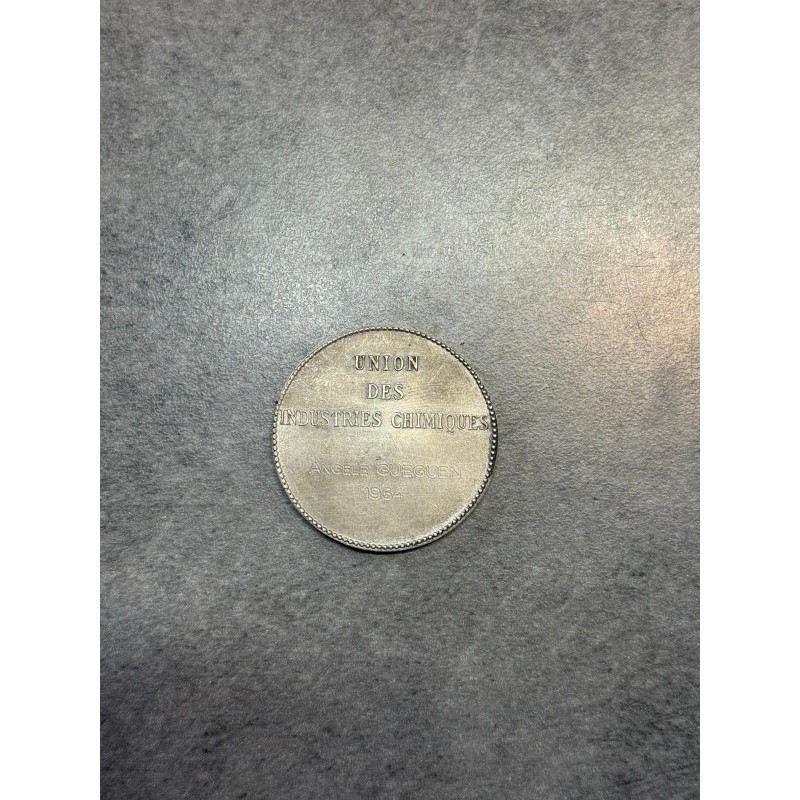 UNION
DES
INDUSTRIES CHIMIQUES
ANGELE GUEGUEN
1964